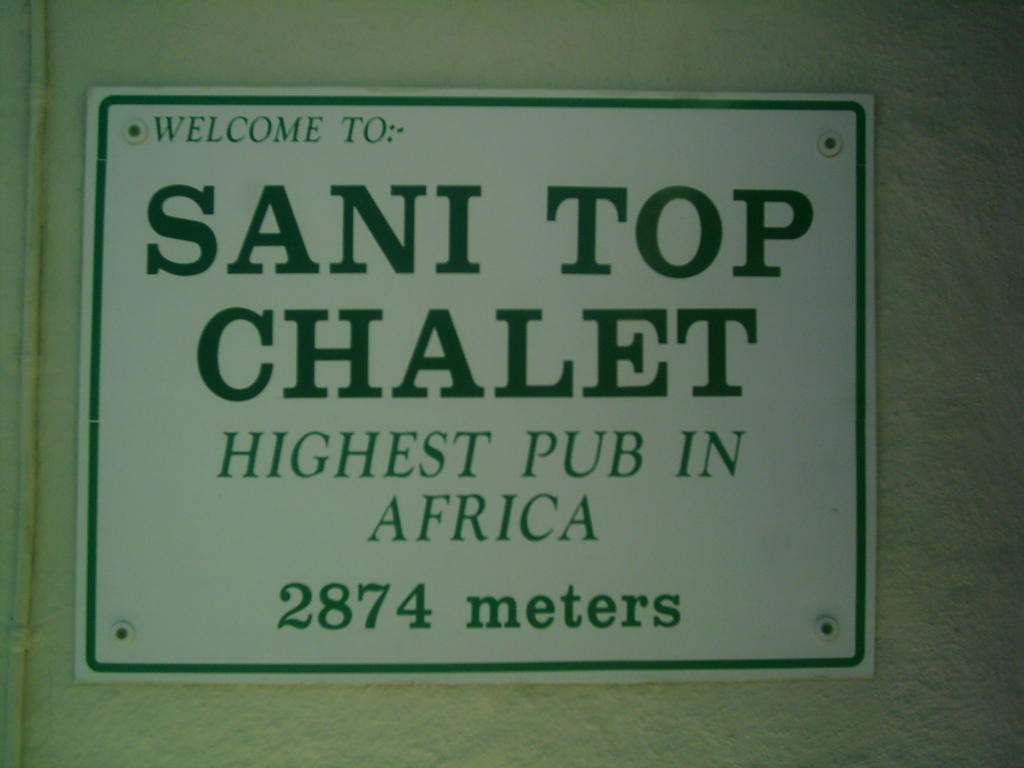 WELCOME TO:-
SANI TOP
CHALET
HIGHEST PUB IN
AFRICA
2874 meters